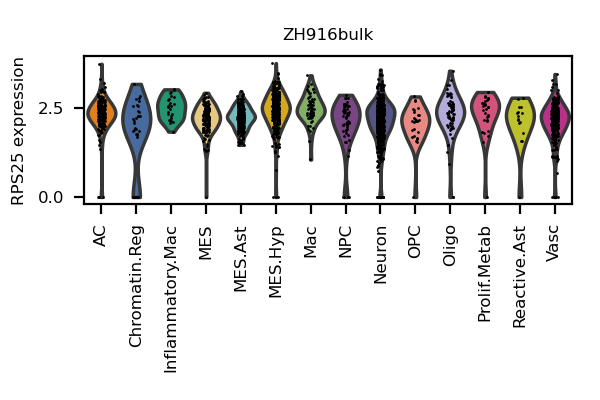 ZH916bulk
RPS25 expression
2.5
0.0
AC
Chromatin.Reg
Inflammatory.Mac
MES
MES.Ast
MES.Hyp
Mac
NPC
Neuron
OPC
Oligo
Prolif.Metab
Reactive.Ast
Vasc